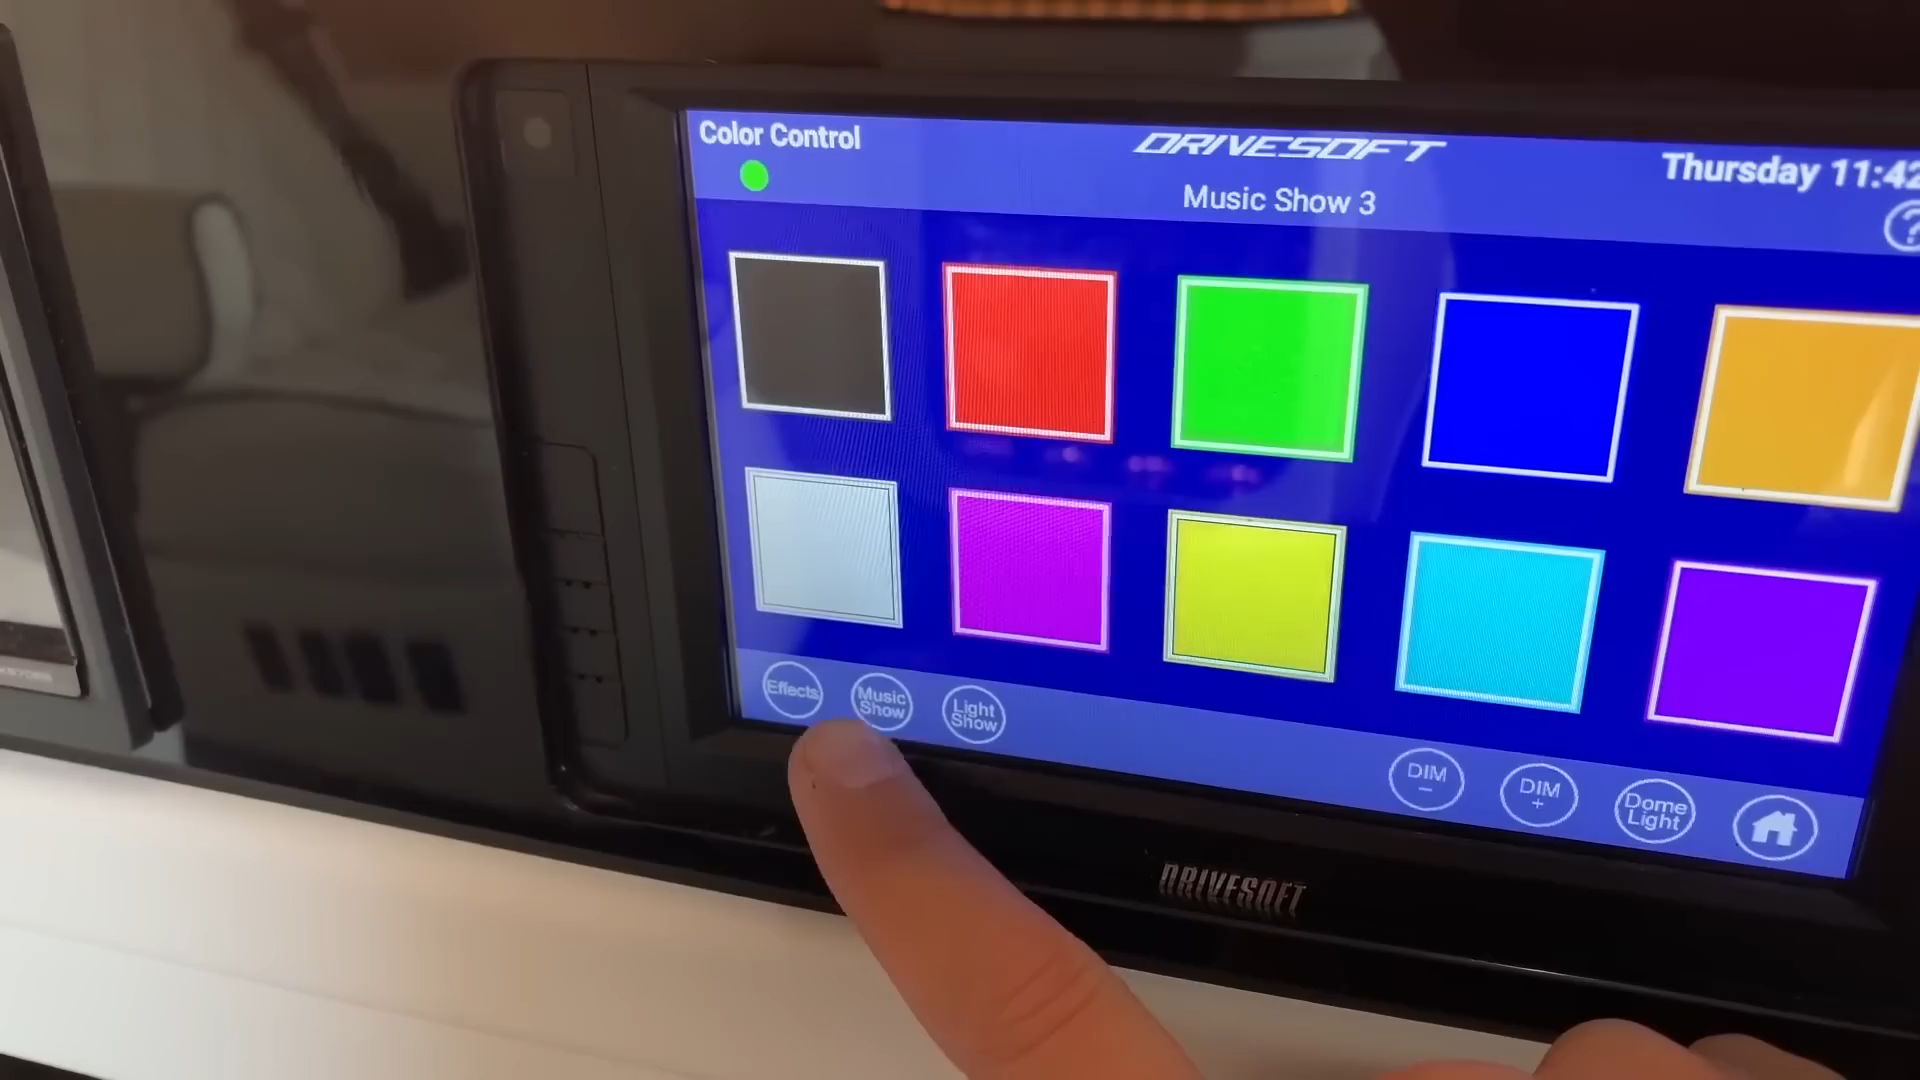 Color Control
DRIVESOFT
Thursday 11:42
Music Show 3
?
Effects
Music
Show
Light
Show
DIM
-
DIM
+
Dome
Light
DRIVESOFT